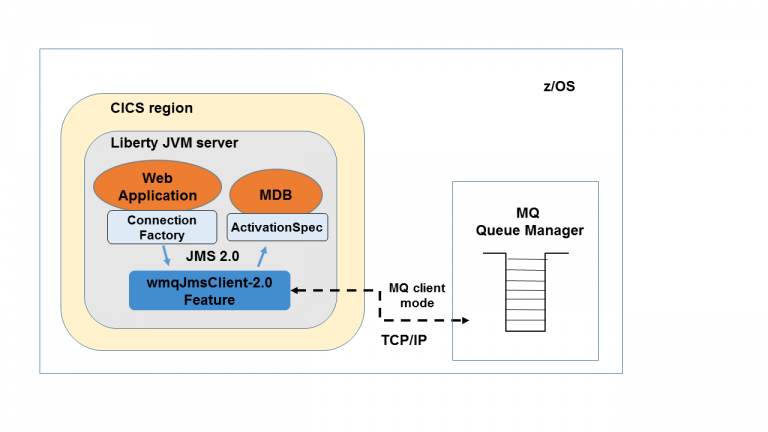 z/OS
CICS region
Liberty JVM server
Web
Application
MDB
Connection
Factory
ActivationSpec
JMS 2.0
wmqJmsClient-2.0
Feature
MQ client
mode
TCP/IP
MQ
Queue Manager